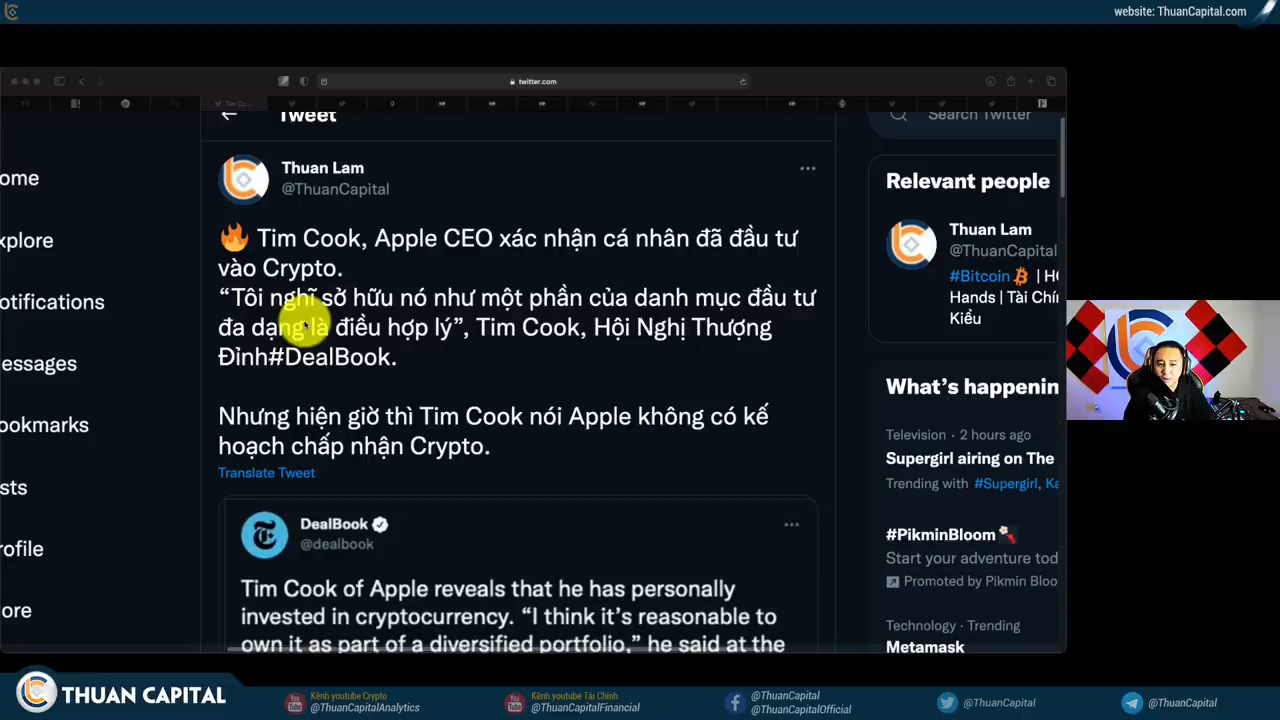 website: ThuanCapital.com
twitter.com
Tweet
Search Twitter
ome
xplore
otifications
essages
ookmarks
sts
rofile
ore
Thuan Lam
@ThuanCapital
🔥 Tim Cook, Apple CEO xác nhận cá nhân đã đầu tư
vào Crypto.
“Tôi nghĩ sở hữu nó như một phần của danh mục đầu tư
đa dạng là điều hợp lý”, Tim Cook, Hội Nghị Thượng
Đỉnh#DealBook.
Nhưng hiện giờ thì Tim Cook nói Apple không có kế
hoạch chấp nhận Crypto.
Translate Tweet
DealBook
@dealbook
Tim Cook of Apple reveals that he has personally
invested in cryptocurrency. “I think it’s reasonable to
own it as part of a diversified portfolio,” he said at the
Relevant people
Thuan Lam
@ThuanCapital
#Bitcoin | H
Hands | Tài Chí
Kiểu
What’s happenin
Television · 2 hours ago
Supergirl airing on The
Trending with #Supergirl, Ka
#PikminBloom
Start your adventure tod
Promoted by Pikmin Bloo
Technology · Trending
Metamask
THUAN CAPITAL
Kênh youtube Crypto
@ThuanCapitalAnalytics
Kênh youtube Tài Chính
@ThuanCapitalFinancial
@ThuanCapital
@ThuanCapitalOfficial
@ThuanCapital
@ThuanCapital